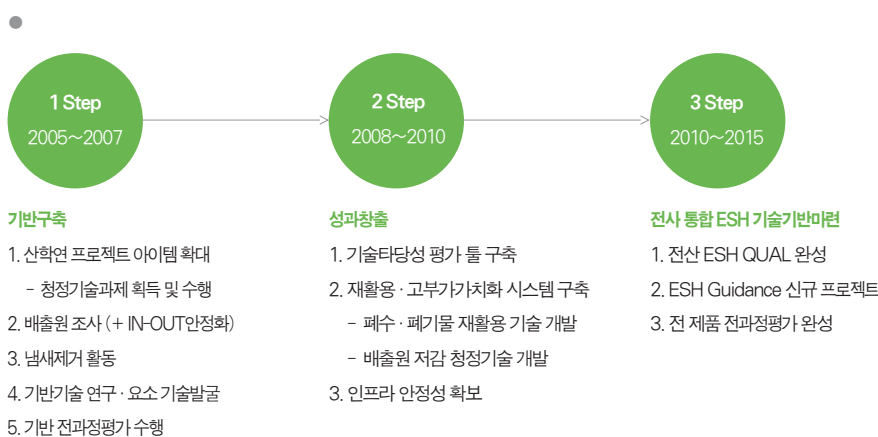 1 Step
2005~2007
2 Step
2008~2010
3 Step
2010~2015
기반구축
1. 산학연 프로젝트 아이템 확대
- 청정기술과제 획득 및 수행
2. 배출원 조사 (+ IN-OUT안정화)
3. 냄새제거 활동
4. 기반기술 연구·요소 기술발굴
5. 기반 전과정평가 수행
성과창출
1. 기술타당성 평가 툴 구축
2. 재활용·고부가가치화 시스템 구축
- 폐수·폐기물 재활용 기술 개발
- 배출원 저감 청정기술 개발
3. 인프라 안정성 확보
전사 통합 ESH 기술기반마련
1. 전산 ESH QUAL 완성
2. ESH Guidance 신규 프로젝트
3. 전 제품 전과정평가 완성